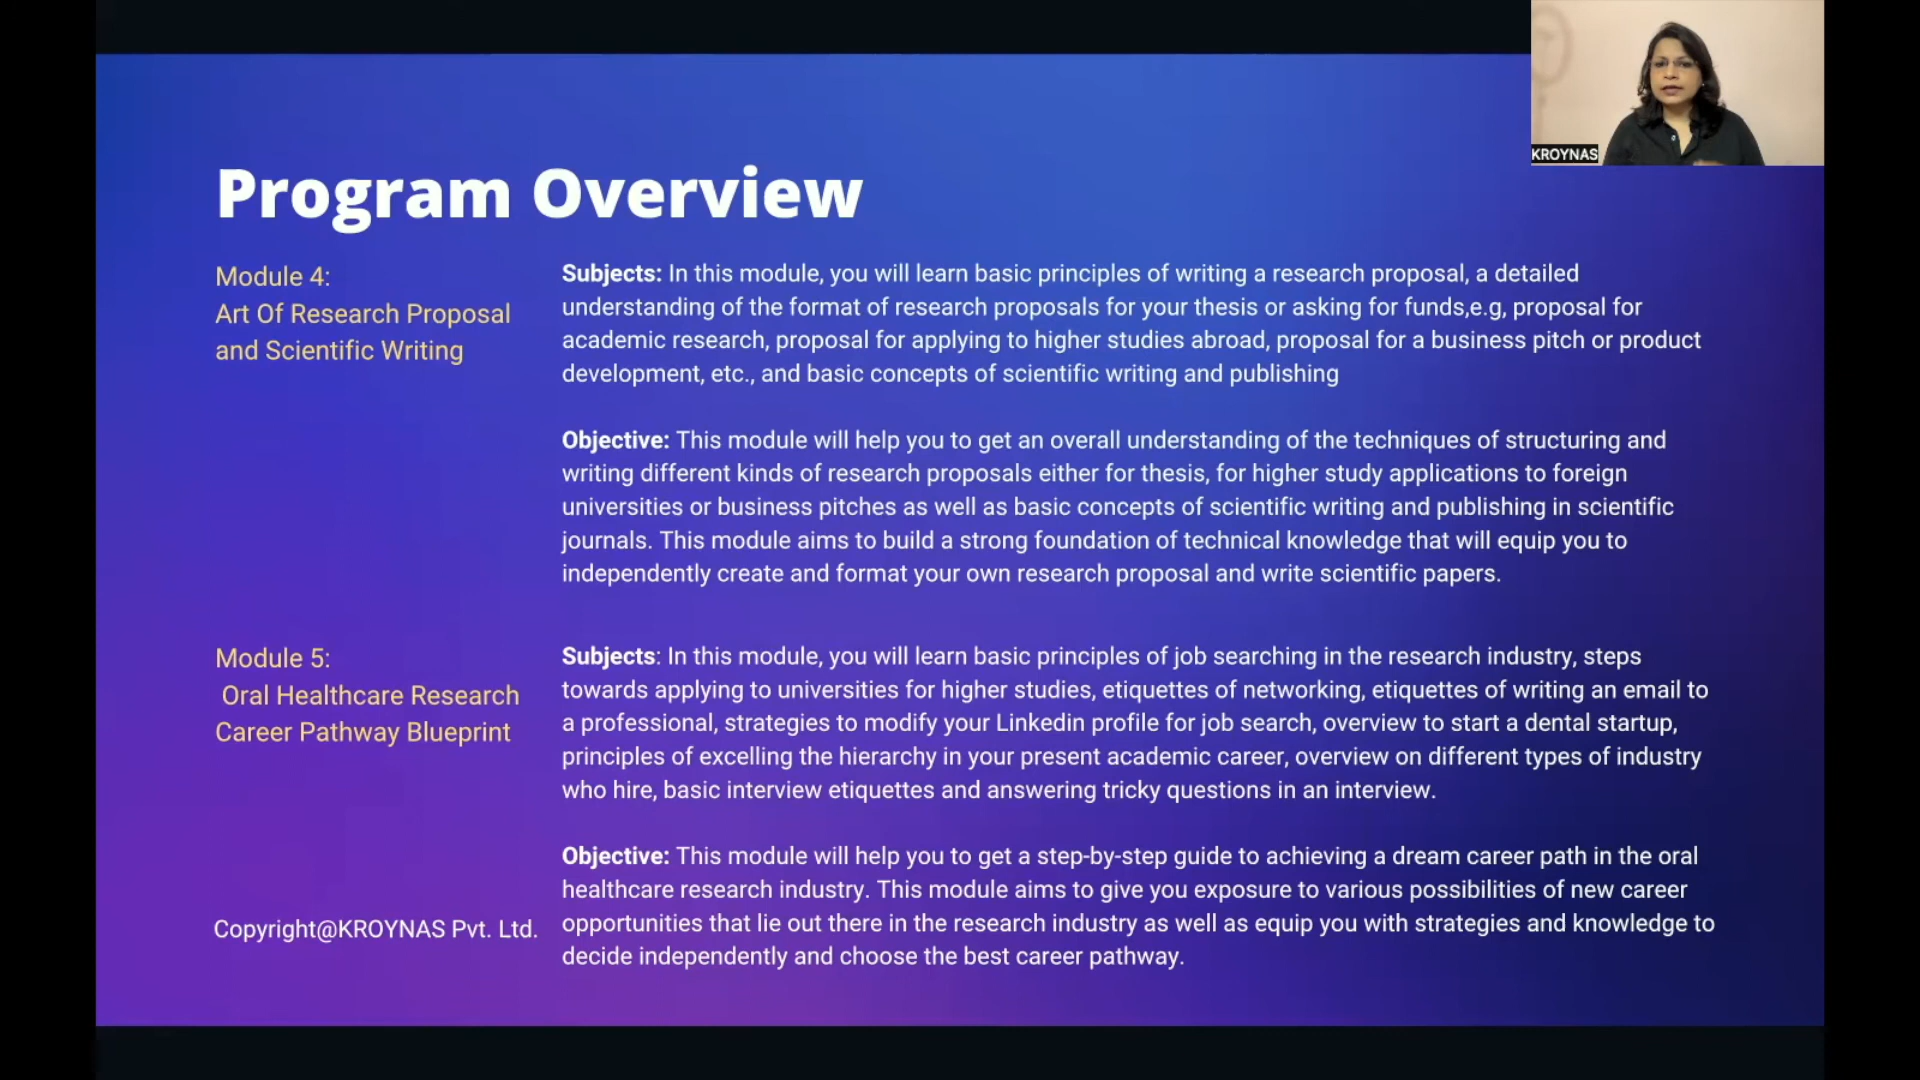 KROYNAS
Program Overview
Module 4:
Art Of Research Proposal
and Scientific Writing
Subjects: In this module, you will learn basic principles of writing a research proposal, a detailed
understanding of the format of research proposals for your thesis or asking for funds,e.g, proposal for
academic research, proposal for applying to higher studies abroad, proposal for a business pitch or product
development, etc., and basic concepts of scientific writing and publishing
Objective: This module will help you to get an overall understanding of the techniques of structuring and
writing different kinds of research proposals either for thesis, for higher study applications to foreign
universities or business pitches as well as basic concepts of scientific writing and publishing in scientific
journals. This module aims to build a strong foundation of technical knowledge that will equip you to
independently create and format your own research proposal and write scientific papers.
Module 5:
Oral Healthcare Research
Career Pathway Blueprint
Subjects: In this module, you will learn basic principles of job searching in the research industry, steps
towards applying to universities for higher studies, etiquettes of networking, etiquettes of writing an email to
a professional, strategies to modify your Linkedin profile for job search, overview to start a dental startup,
principles of excelling the hierarchy in your present academic career, overview on different types of industry
who hire, basic interview etiquettes and answering tricky questions in an interview.
Objective: This module will help you to get a step-by-step guide to achieving a dream career path in the oral
healthcare research industry. This module aims to give you exposure to various possibilities of new career
opportunities that lie out there in the research industry as well as equip you with strategies and knowledge to
decide independently and choose the best career pathway.
Copyright@KROYNAS Pvt. Ltd.